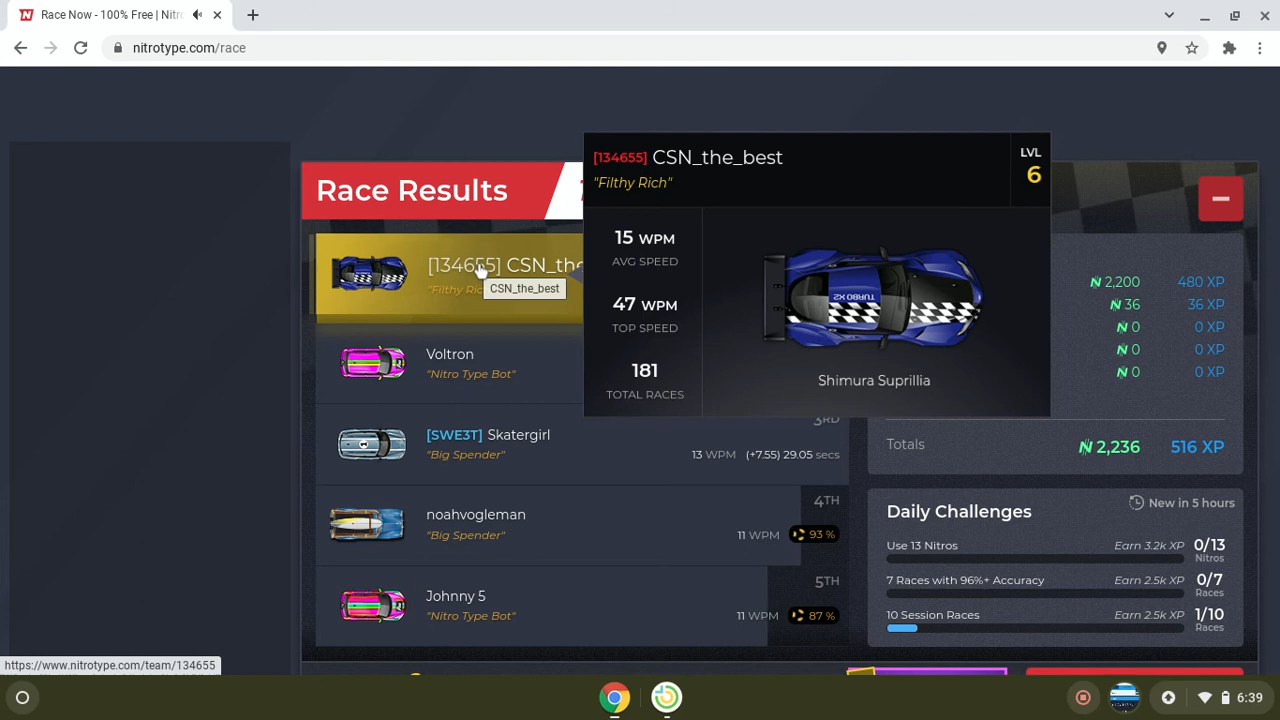 Race Now - 100% Free | Nitro
nitrotype.com/race
Race Results
[134655] CSN_the_best
"Filthy Rich"
LVL
6
15 WPM
AVG SPEED
47 WPM
TOP SPEED
181
TOTAL RACES
TURBO X2
Shimura Suprillia
[134655] CSN_the
"Filthy Ric
CSN_the_best
Voltron
"Nitro Type Bot"
3RD
[SWE3T] Skatergirl
"Big Spender"
13 WPM (+7.55) 29.05 secs
4TH
noahvogleman
"Big Spender"
11 WPM 93 %
5TH
Johnny 5
"Nitro Type Bot"
11 WPM 87 %
2,200 480 XP
36 36 XP
0 0 XP
0 0 XP
0 0 XP
Totals 2,236 516 XP
Daily Challenges New in 5 hours
Use 13 Nitros Earn 3.2k XP 0/13
Nitros
7 Races with 96%+ Accuracy Earn 2.5k XP 0/7
Races
10 Session Races Earn 2.5k XP 1/10
Races
https://www.nitrotype.com/team/134655
6:39